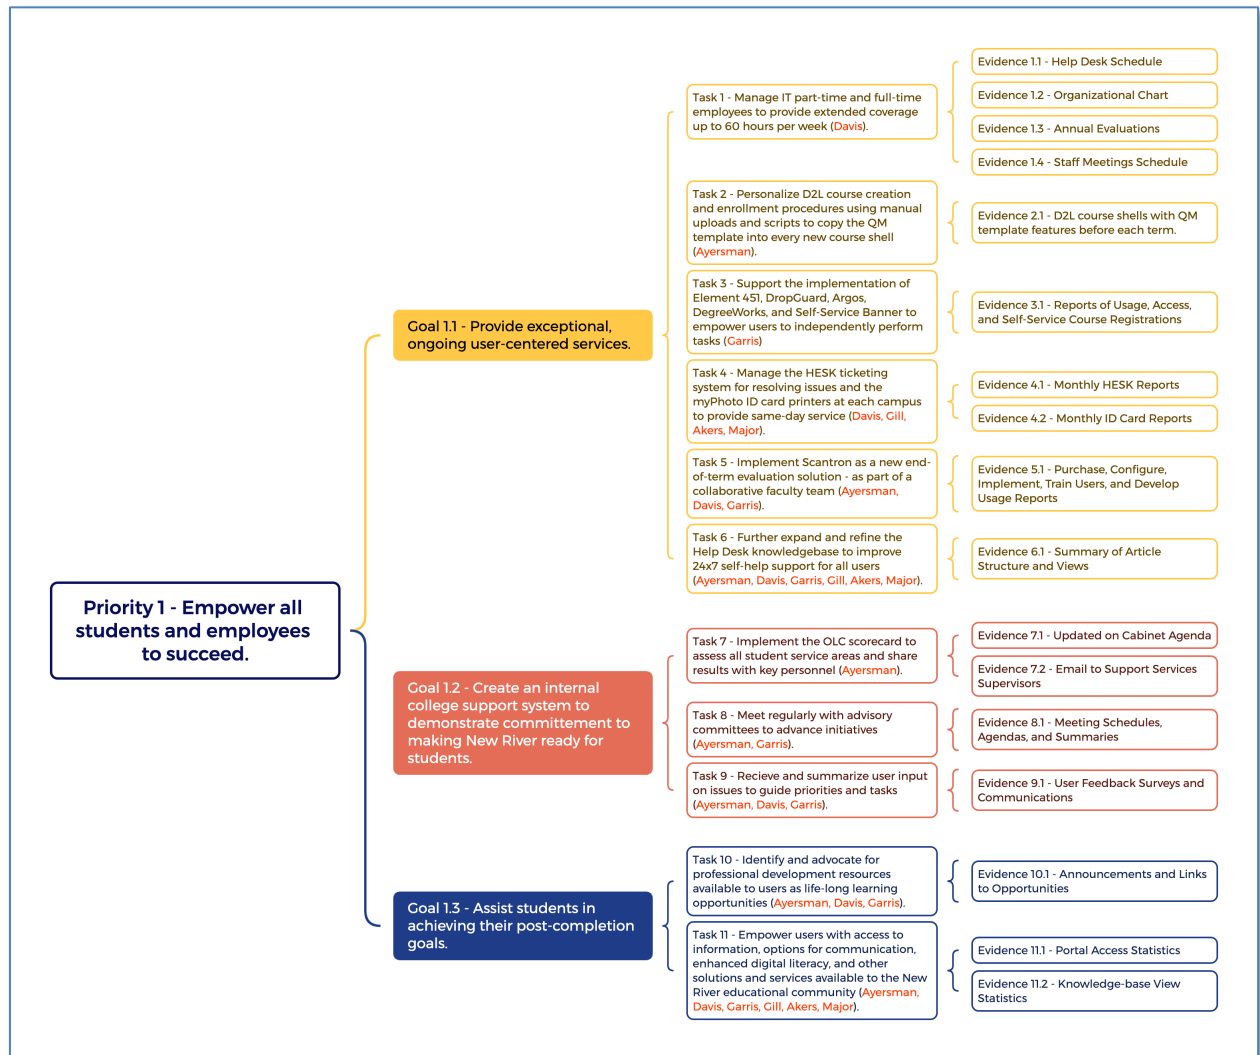 Priority 1 - Empower all
students and employees
to succeed.
Goal 1.1 - Provide exceptional,
ongoing user-centered services.
Task 1 - Manage IT part-time and full-time
employees to provide extended coverage
up to 60 hours per week (Davis).
Evidence 1.1 - Help Desk Schedule
Evidence 1.2 - Organizational Chart
Evidence 1.3 - Annual Evaluations
Evidence 1.4 - Staff Meetings Schedule
Task 2 - Personalize D2L course creation
and enrollment procedures using manual
uploads and scripts to copy the QM
template into every new course shell
(Ayersman).
Evidence 2.1 - D2L course shells with QM
template features before each term.
Task 3 - Support the implementation of
Element 451, DropGuard, Argos,
DegreeWorks, and Self-Service Banner to
empower users to independently perform
tasks (Garris)
Evidence 3.1 - Reports of Usage, Access,
and Self-Service Course Registrations
Task 4 - Manage the HESK ticketing
system for resolving issues and the
myPhoto ID card printers at each campus
to provide same-day service (Davis, Gill,
Akers, Major).
Evidence 4.1 - Monthly HESK Reports
Evidence 4.2 - Monthly ID Card Reports
Task 5 - Implement Scantron as a new end-
of-term evaluation solution - as part of a
collaborative faculty team (Ayersman,
Davis, Garris).
Evidence 5.1 - Purchase, Configure,
Implement, Train Users, and Develop
Usage Reports
Task 6 - Further expand and refine the
Help Desk knowledgebase to improve
24x7 self-help support for all users
(Ayersman, Davis, Garris, Gill, Akers, Major).
Evidence 6.1 - Summary of Article
Structure and Views
Goal 1.2 - Create an internal
college support system to
demonstrate committement to
making New River ready for
students.
Task 7 - Implement the OLC scorecard to
assess all student service areas and share
results with key personnel (Ayersman).
Evidence 7.1 - Updated on Cabinet Agenda
Evidence 7.2 - Email to Support Services
Supervisors
Task 8 - Meet regularly with advisory
committees to advance initiatives
(Ayersman, Garris).
Evidence 8.1 - Meeting Schedules,
Agendas, and Summaries
Task 9 - Recieve and summarize user input
on issues to guide priorities and tasks
(Ayersman, Davis, Garris).
Evidence 9.1 - User Feedback Surveys and
Communications
Goal 1.3 - Assist students in
achieving their post-completion
goals.
Task 10 - Identify and advocate for
professional development resources
available to users as life-long learning
opportunities (Ayersman, Davis, Garris).
Evidence 10.1 - Announcements and Links
to Opportunities
Task 11 - Empower users with access to
information, options for communication,
enhanced digital literacy, and other
solutions and services available to the New
River educational community (Ayersman,
Davis, Garris, Gill, Akers, Major).
Evidence 11.1 - Portal Access Statistics
Evidence 11.2 - Knowledge-base View
Statistics